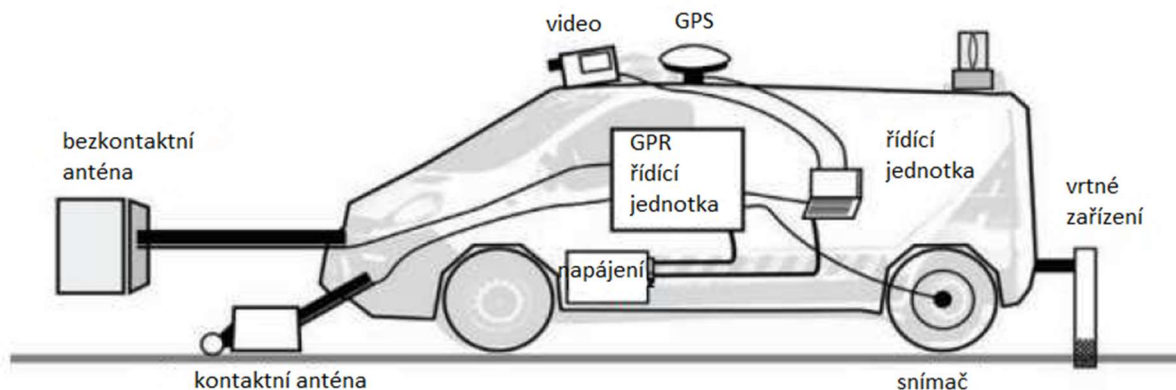 video
GPS
bezkontaktní
anténa
GPR
řídící
jednotka
řídící
jednotka
vrtné
zařízení
napájení
kontaktní anténa
snímač